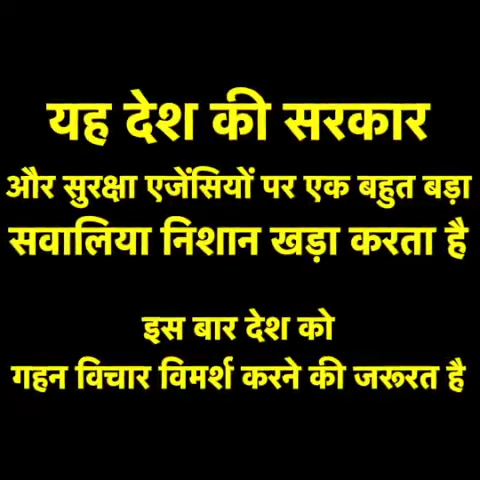 यह देश की सरकार
और सुरक्षा एजेंसियों पर एक बहुत बड़ा
सवालिया निशान खड़ा करता है
इस बार देश को
गहन विचार विमर्श करने की जरूरत है